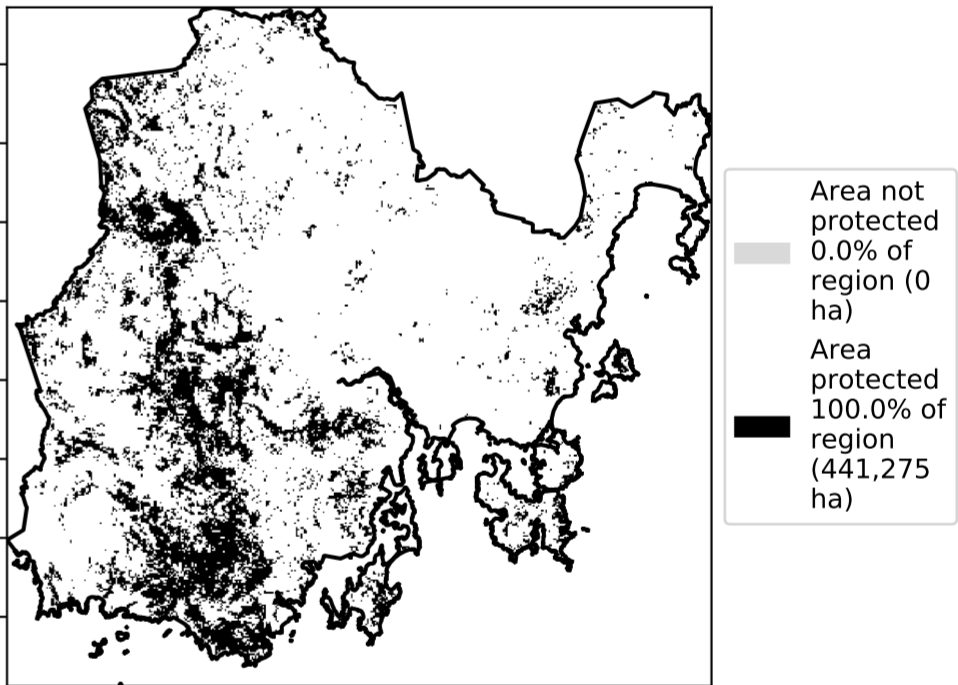 Area not
protected
0.0% of
region (0
ha)
Area
protected
100.0% of
region
(441,275
ha)